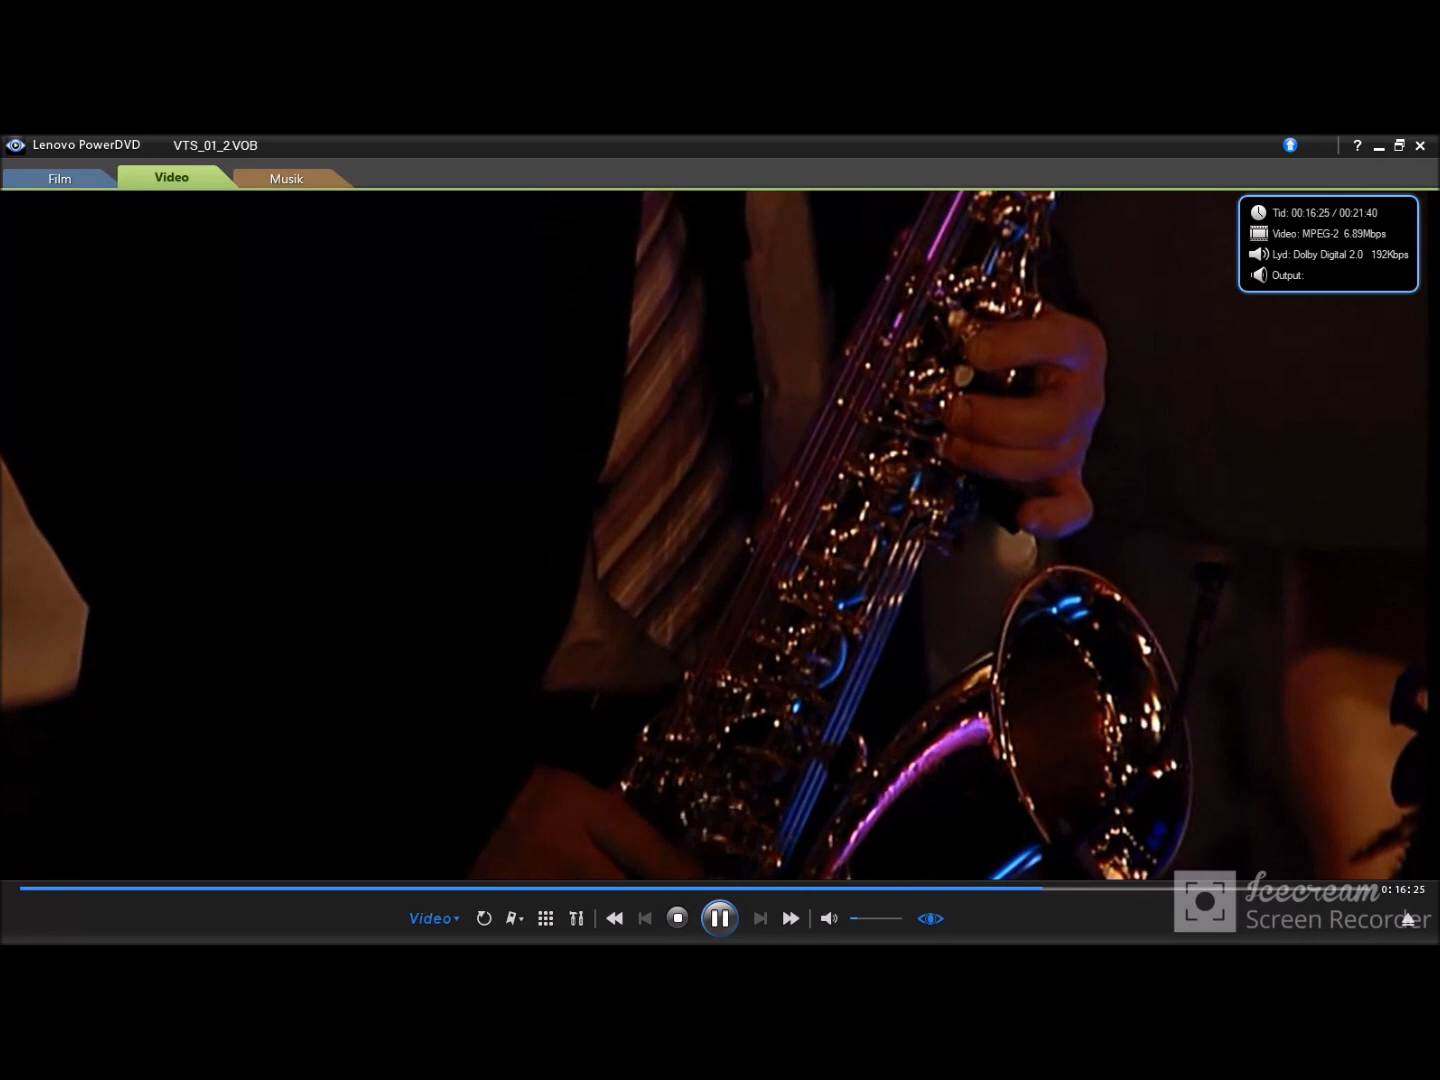 Lenovo PowerDVD VTS_01_2.VOB ?
Film Video Musik
Tid: 00:16:25 / 00:21:40
Video: MPEG-2 6.89Mbps
Lyd: Dolby Digital 2.0 192Kbps
Output:
0:16:25
Video
Icecream
Screen Recorder